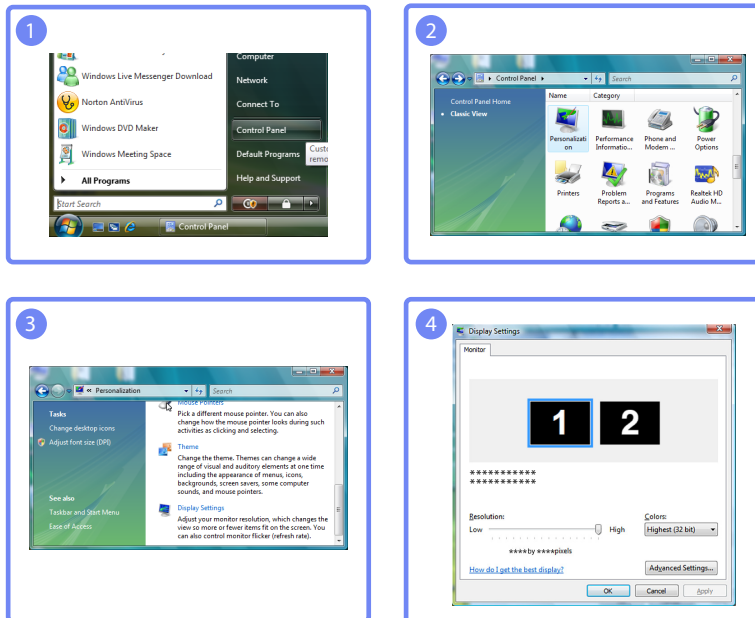 1
Computer
Windows Live Messenger Download
Network
Norton AntiVirus
Connect To
Windows DVD Maker
Control Panel
Windows Meeting Space
Default Programs
Help and Support
All Programs
Start Search
Control Panel
2
Control Panel
Search
Name Category
Control Panel Home
Classic View
Personalizati
on
Performance
Informatio...
Phone and
Modem ...
Power
Options
Printers
Problem
Reports a...
Programs
and Features
Realtek HD
Audio M...
3
« Personalization
Search
Tasks
Change desktop icons
Adjust font size (DPI)
See also
Taskbar and Start Menu
Ease of Access
Mouse Pointers
Pick a different mouse pointer. You can also
change how the mouse pointer looks during such
activities as clicking and selecting.
Theme
Change the theme. Themes can change a wide
range of visual and auditory elements at one time
including the appearance of menus, icons,
backgrounds, screen savers, some computer
sounds, and mouse pointers.
Display Settings
Adjust your monitor resolution, which changes the
view so more or fewer items fit on the screen. You
can also control monitor flicker (refresh rate).
4
Display Settings
Monitor
1 2
***********
***********
Resolution:
Low High
****by ****pixels
Colors:
Highest (32 bit)
How do I get the best display?
Advanced Settings...
OK Cancel Apply